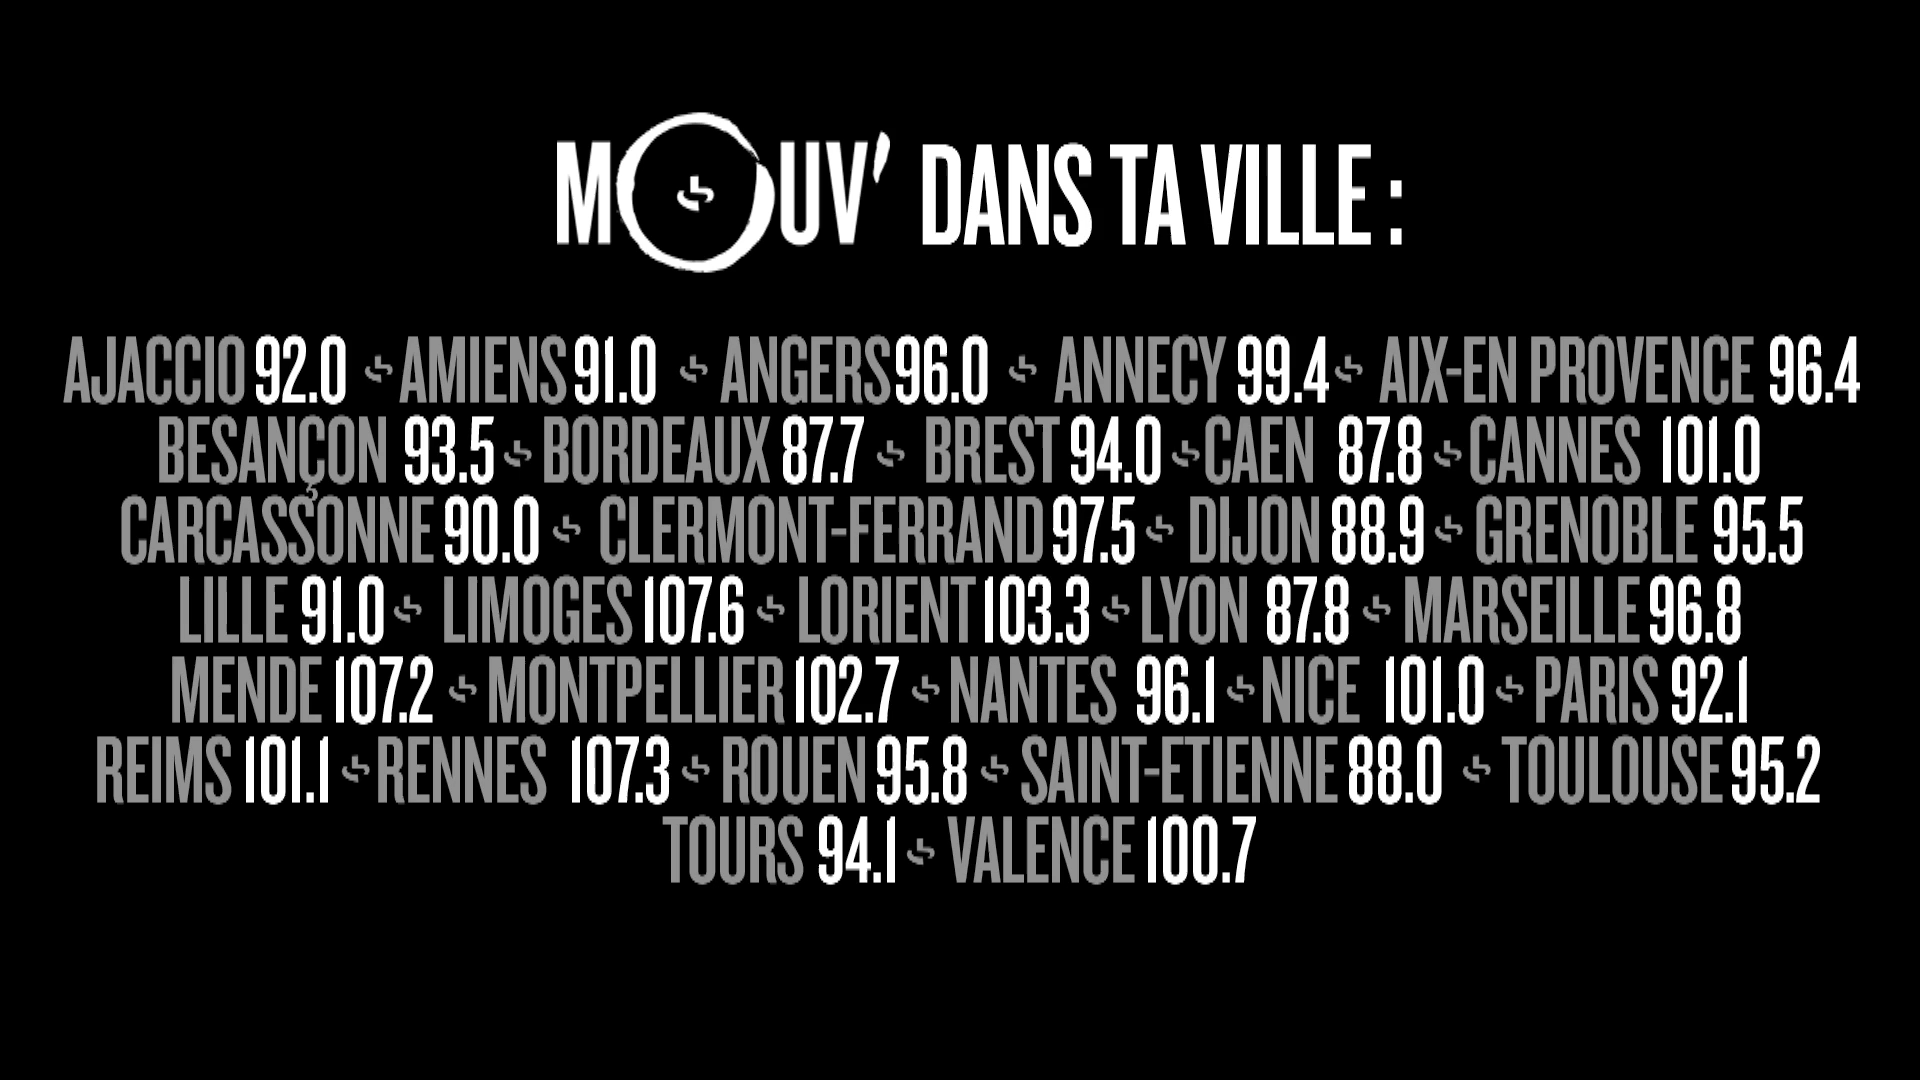 MOUV' DANS TA VILLE :
AJACCIO 92.0 AMIENS 91.0 ANGERS 96.0 ANNECY 99.4 AIX-EN PROVENCE 96.4
BESANÇON 93.5 BORDEAUX 87.7 BREST 94.0 CAEN 87.8 CANNES 101.0
CARCASSONNE 90.0 CLERMONT-FERRAND 97.5 DIJON 88.9 GRENOBLE 95.5
LILLE 91.0 LIMOGES 107.6 LORIENT 103.3 LYON 87.8 MARSEILLE 96.8
MENDE 107.2 MONTPELLIER 102.7 NANTES 96.1 NICE 101.0 PARIS 92.1
REIMS 101.1 RENNES 107.3 ROUEN 95.8 SAINT-ETIENNE 88.0 TOULOUSE 95.2
TOURS 94.1 VALENCE 100.7